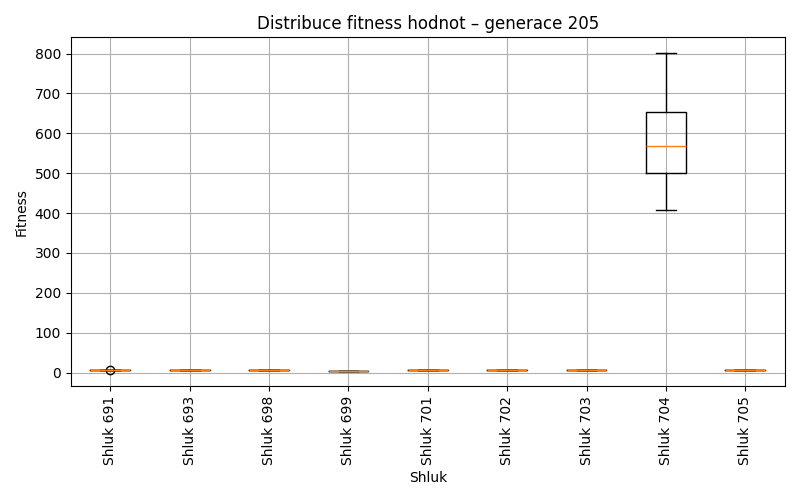 Distribuce fitness hodnot – generace 205
Fitness
800
700
600
500
400
300
200
100
0
Shluk 691
Shluk 693
Shluk 698
Shluk 699
Shluk 701
Shluk 702
Shluk 703
Shluk 704
Shluk 705
Shluk